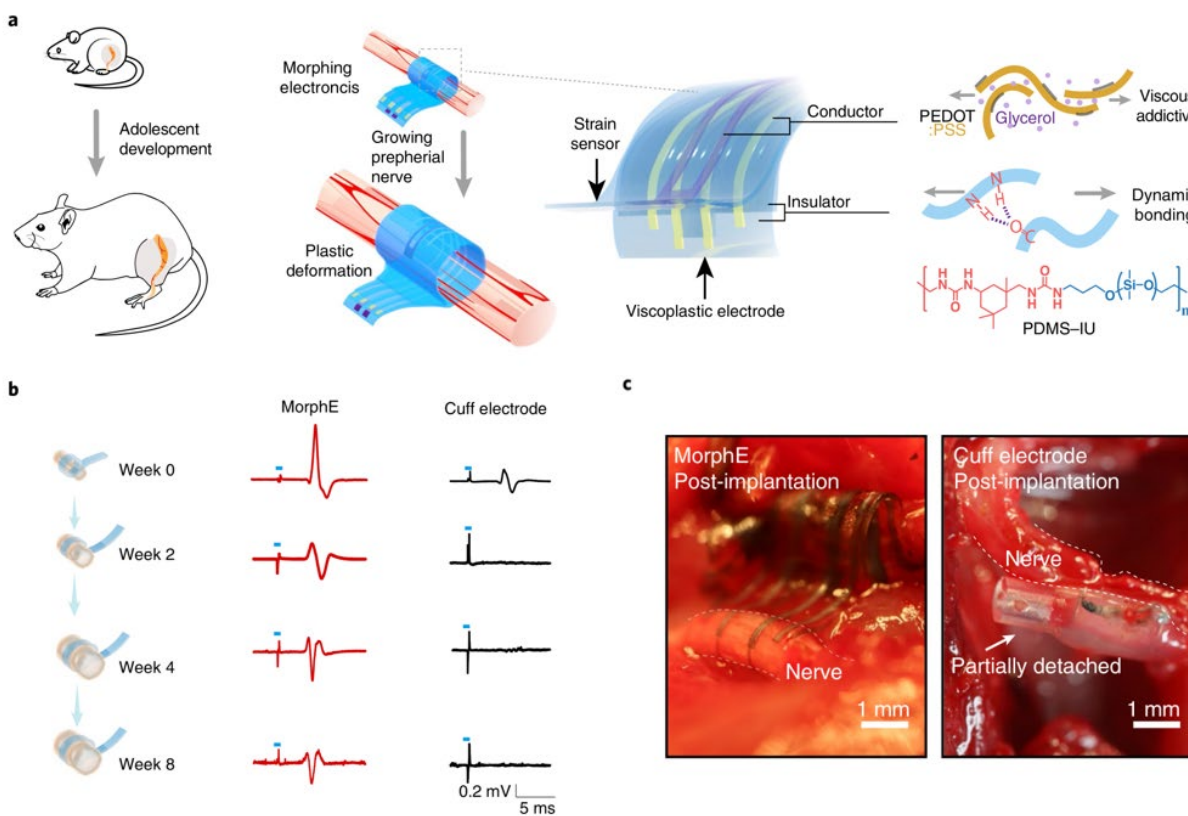 a
Adolescent
development
Morphing
electroncis
Growing
prepherial
nerve
Plastic
deformation
Strain
sensor
Conductor
Insulator
Viscoplastic electrode
PEDOT
:PSS
Glycerol
Viscou
addictiv
N
H
N
H
O
C
Dynami
bonding
H
N
H
N
O
H
N
H
N
O
O
(Si–O)
n
PDMS–IU
b
MorphE
Cuff electrode
Week 0
Week 2
Week 4
Week 8
0.2 mV
5 ms
c
MorphE
Post-implantation
Nerve
1 mm
Cuff electrode
Post-implantation
Nerve
Partially detached
1 mm